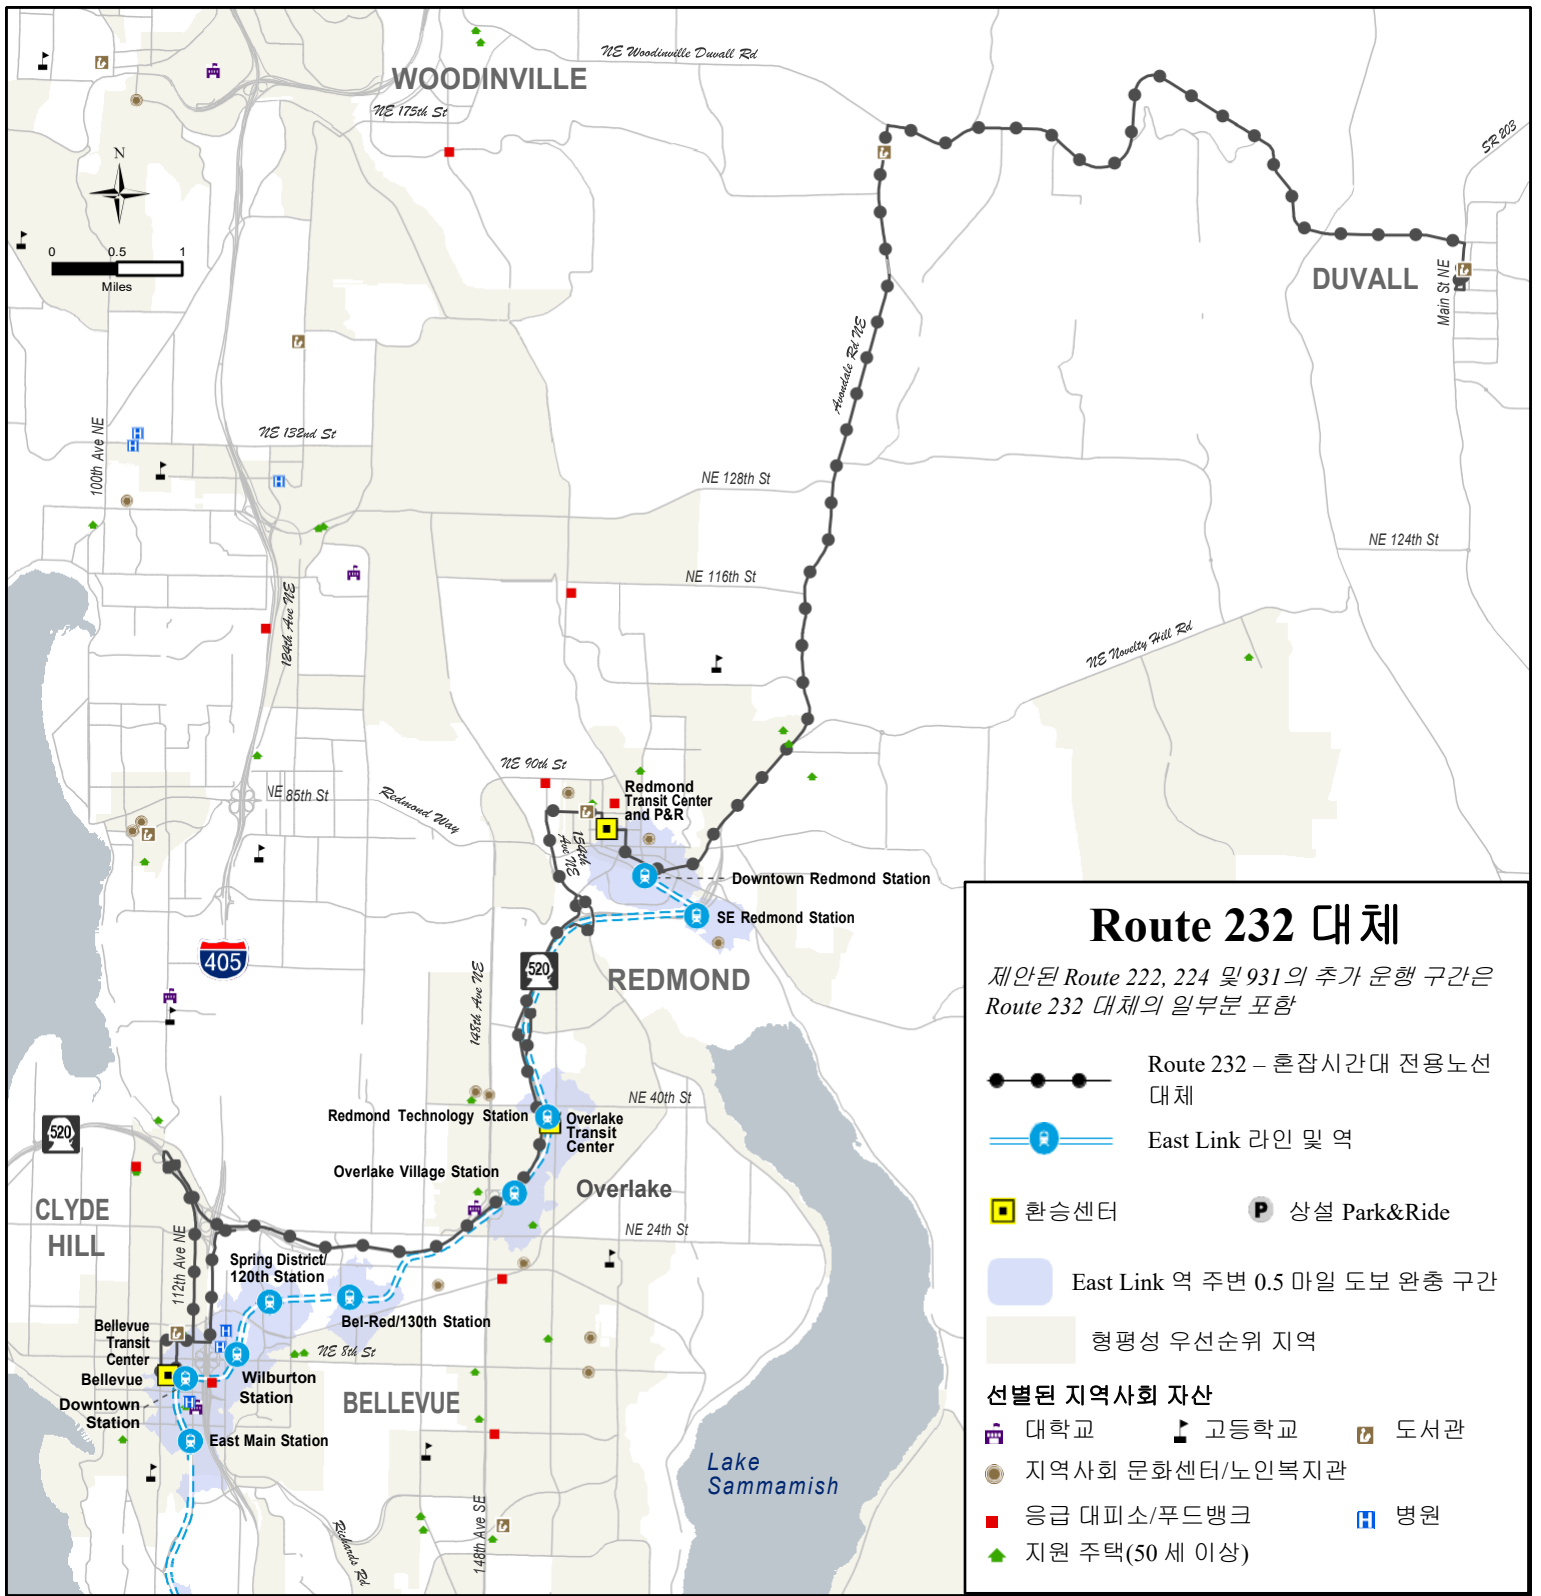 NE Woodinville Duvall Rd
WOODINVILLE
NE 175th St
SR 203
N
0 0.5 1
Miles
DUVALL
Main St NE
Avondale Rd NE
100th Ave NE
NE 132nd St
NE 128th St
NE 124th St
NE 116th St
124th Ave NE
NE Novelty Hill Rd
NE 90th St
NE 85th St
Redmond Way
Redmond
Transit Center
and P&R
154th
Ave NE
Downtown Redmond Station
SE Redmond Station
405
520
REDMOND
148th Ave NE
NE 40th St
Redmond Technology Station
Overlake
Transit
Center
520
Overlake Village Station
Overlake
CLYDE
HILL
NE 24th St
112th Ave NE
Spring District/
120th Station
Bel-Red/130th Station
Bellevue
Transit
Center
NE 8th St
Bellevue
Downtown
Station
Wilburton
Station
BELLEVUE
East Main Station
Lake
Sammamish
Richards Rd
148th Ave SE
Route 232 대체
제안된 Route 222, 224 및 931의 추가 운행 구간은
Route 232 대체의 일부분 포함
Route 232 – 혼잡시간대 전용노선
대체
East Link 라인 및 역
환승센터
P 상설 Park&Ride
East Link 역 주변 0.5 마일 도보 완충 구간
형평성 우선순위 지역
선별된 지역사회 자산
대학교 고등학교 도서관
지역사회 문화센터/노인복지관
응급 대피소/푸드뱅크 H 병원
지원 주택(50 세 이상)